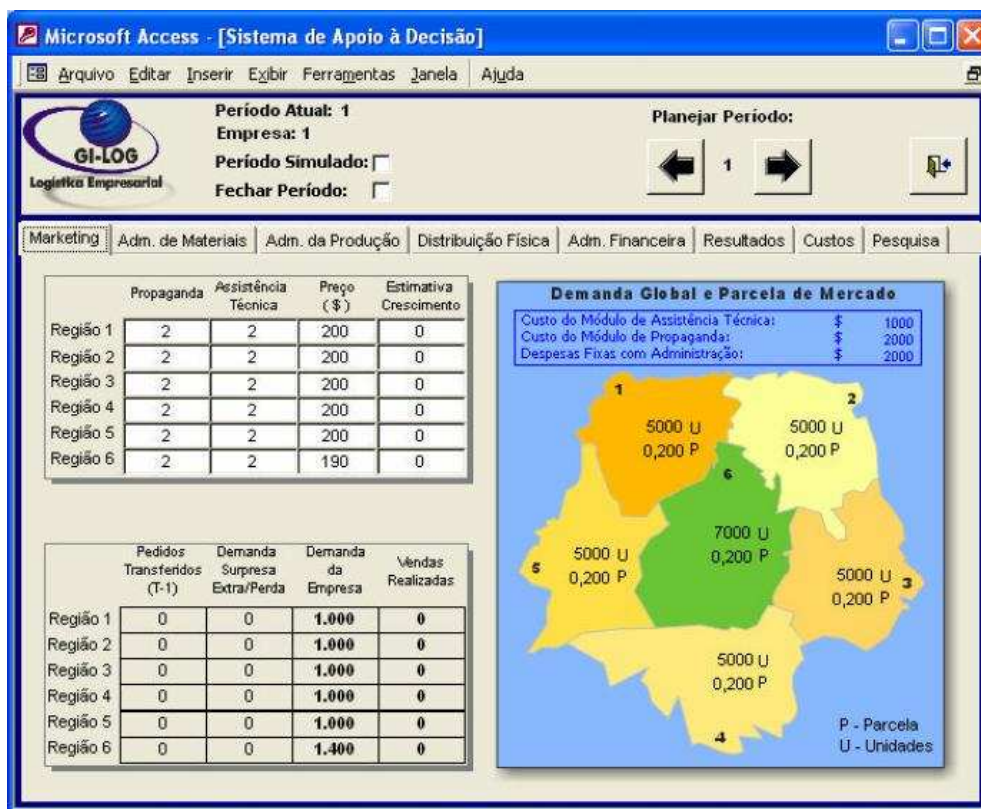 Microsoft Access - [Sistema de Apoio à Decisão]
Arquivo Editar Inserir Exibir Ferramentas Janela Ajuda
GI-LOG
Logística Empresarial
Período Atual: 1
Empresa: 1
Período Simulado:
Fechar Período:
Planejar Período:
1
Marketing Adm. de Materiais Adm. da Produção Distribuição Física Adm. Financeira Resultados Custos Pesquisa
Propaganda Assistência Técnica Preço ($) Estimativa Crescimento
Região 1 2 2 200 0
Região 2 2 2 200 0
Região 3 2 2 200 0
Região 4 2 2 200 0
Região 5 2 2 200 0
Região 6 2 2 190 0
Pedidos Transferidos (T-1) Demanda Surpresa Extra/Perda Demanda da Empresa Vendas Realizadas
Região 1 0 0 1.000 0
Região 2 0 0 1.000 0
Região 3 0 0 1.000 0
Região 4 0 0 1.000 0
Região 5 0 0 1.000 0
Região 6 0 0 1.400 0
Demanda Global e Parcela de Mercado
Custo do Módulo de Assistência Técnica: $ 1000
Custo do Módulo de Propaganda: $ 2000
Despesas Fixas com Administração: $ 2000
1
5000 U
0,200 P
2
5000 U
0,200 P
6
7000 U
0,200 P
5
5000 U
0,200 P
5000 U 3
0,200 P
5000 U
0,200 P
4
P - Parcela
U - Unidades